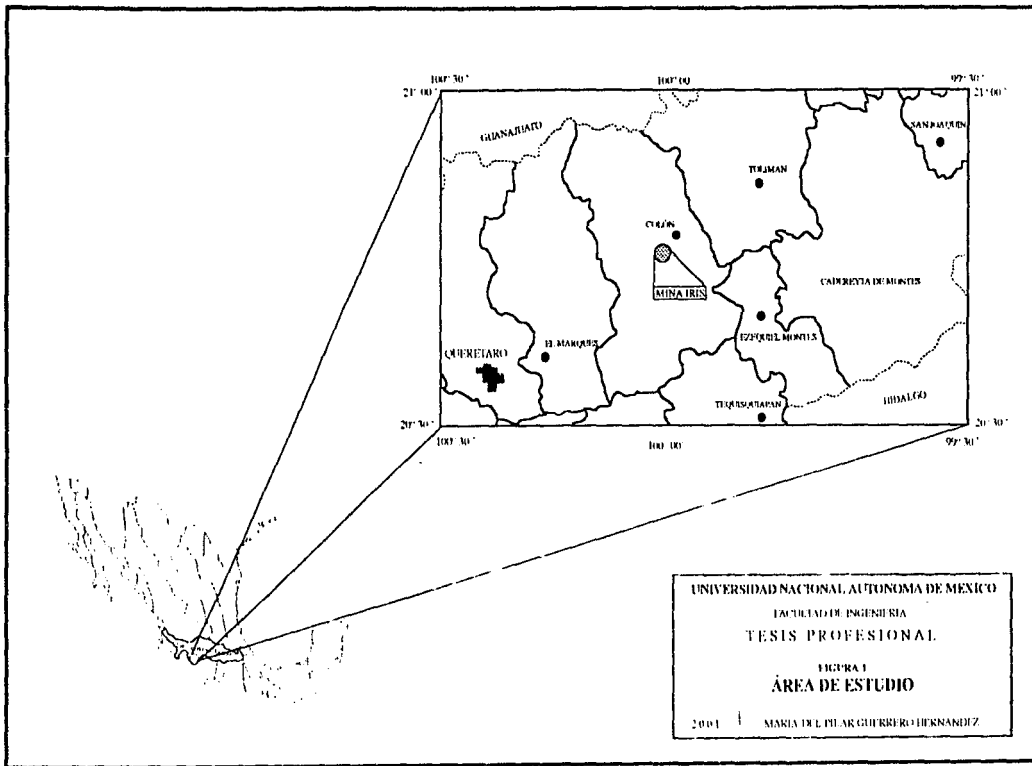 100°30'
100°00'
99°30'
21°00'
21°00'
GUANAJUATO
SAN JOAQUIN
TOLIMAN
COLÓN
CADEREYTA DE MONTES
MINA IRIS
EZEQUIEL MONTES
QUERETARO
EL MARQUES
HIDALGO
TEQUISQUIAPAN
20°30'
20°30'
100°30'
100°00'
99°30'
UNIVERSIDAD NACIONAL AUTONOMA DE MEXICO
FACULTAD DE INGENIERIA
TESIS PROFESIONAL
FIGURA 1
ÁREA DE ESTUDIO
2001 MARIA DEL PILAR GUERRERO HERNANDEZ